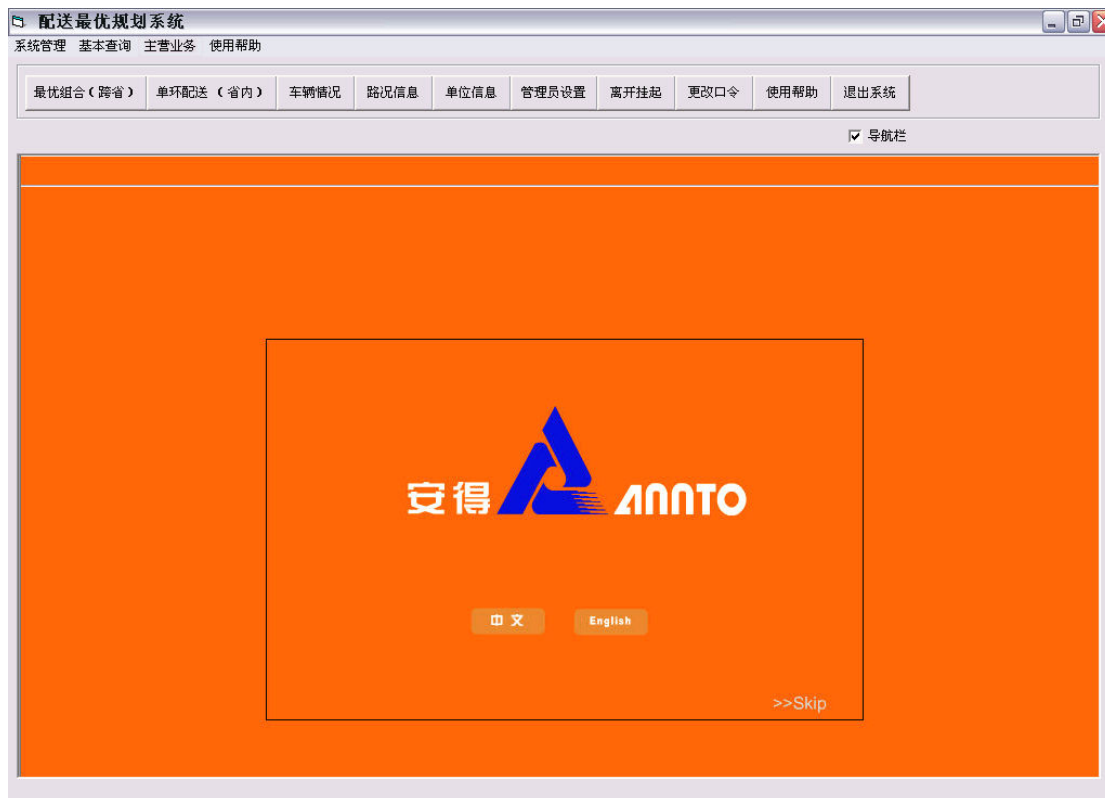 配送最优规划系统
系统管理 基本查询 主营业务 使用帮助
最优组合(跨省) 单环配送 (省内) 车辆情况 路况信息 单位信息 管理员设置 离开挂起 更改口令 使用帮助 退出系统
导航栏
安得 ANNTO
中文 English
>>Skip